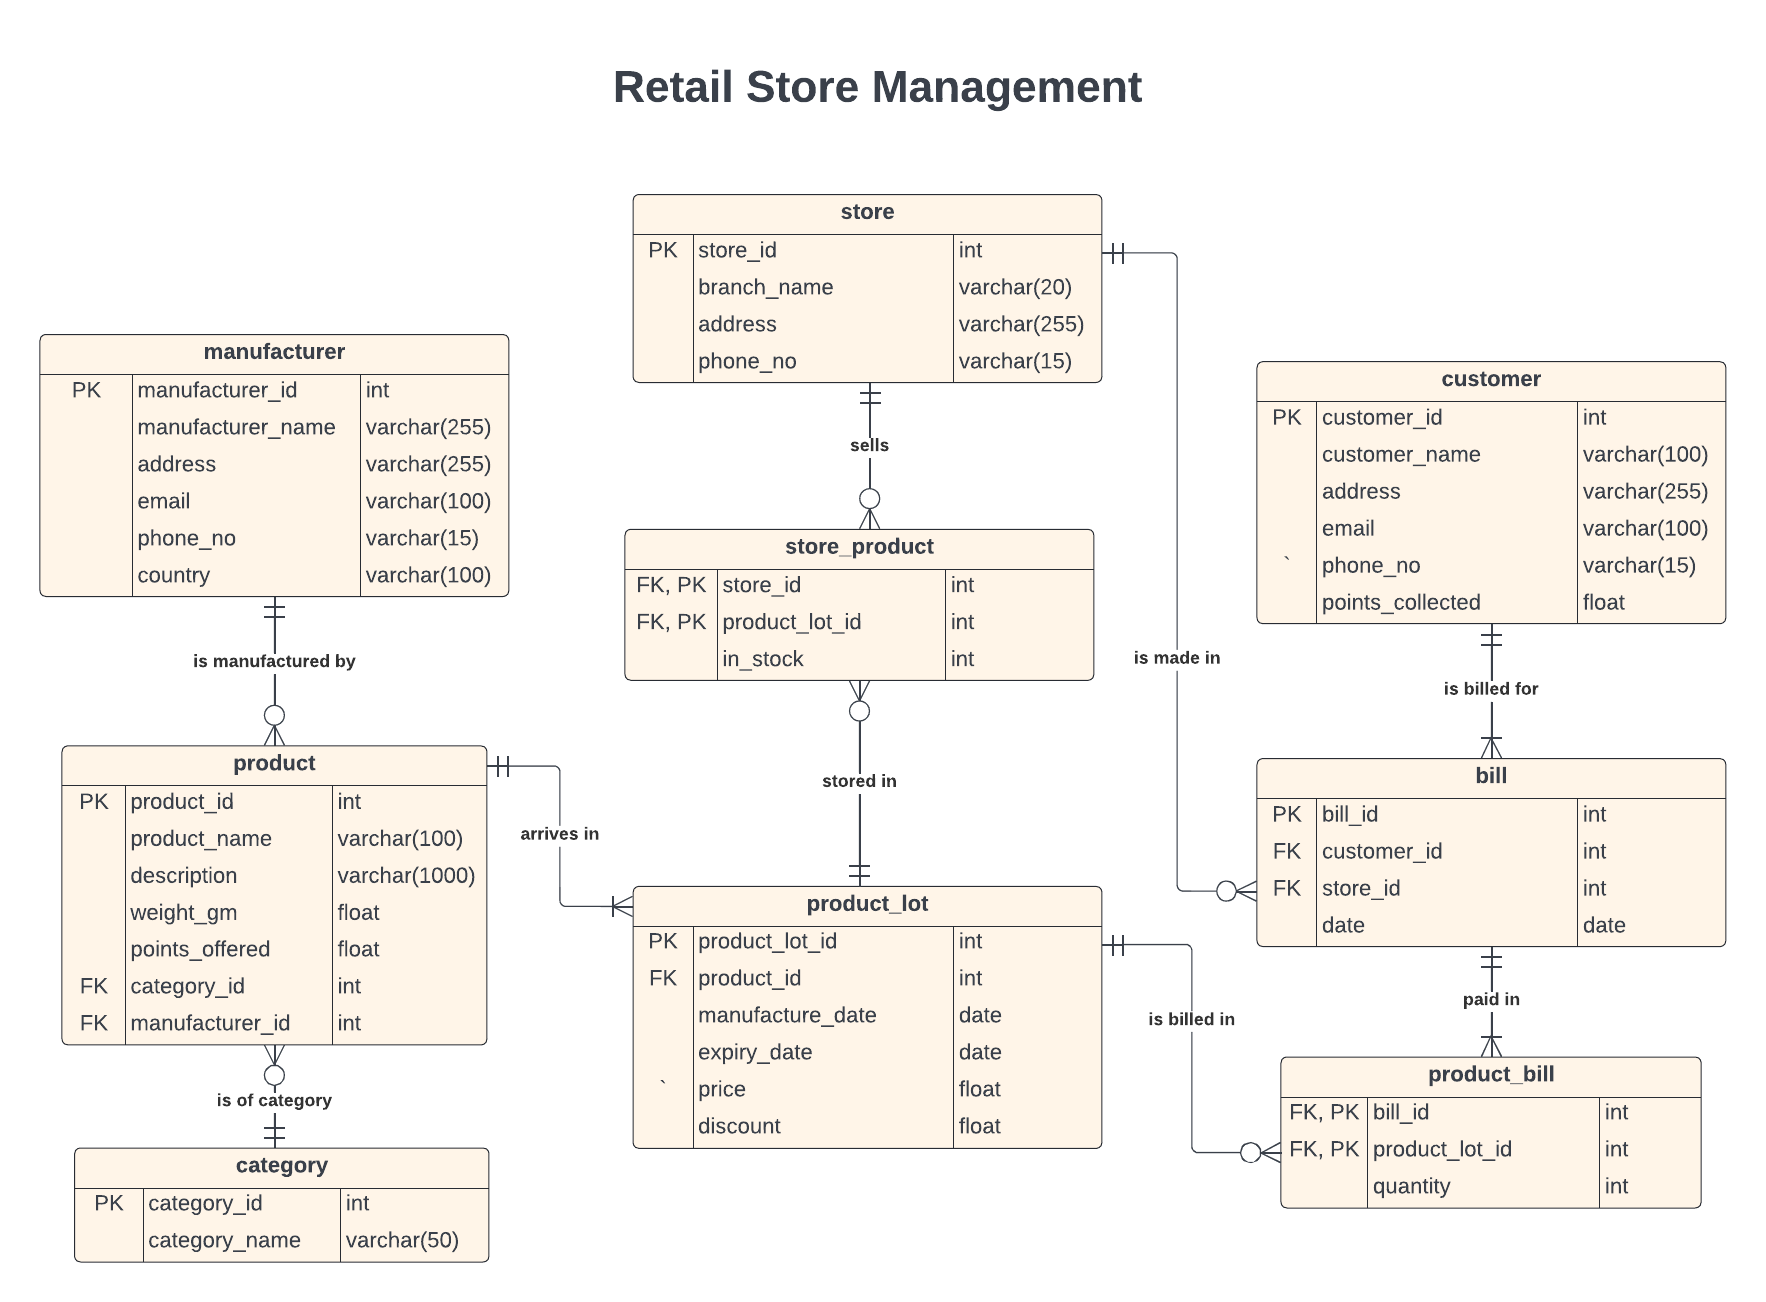 Retail Store Management
store
PK store_id int
branch_name varchar(20)
address varchar(255)
phone_no varchar(15)
manufacturer
PK manufacturer_id int
manufacturer_name varchar(255)
address varchar(255)
email varchar(100)
phone_no varchar(15)
country varchar(100)
customer
PK customer_id int
customer_name varchar(100)
address varchar(255)
email varchar(100)
` phone_no varchar(15)
points_collected float
sells
store_product
FK, PK store_id int
FK, PK product_lot_id int
in_stock int
is manufactured by
is made in
is billed for
product
PK product_id int
product_name varchar(100)
description varchar(1000)
weight_gm float
points_offered float
FK category_id int
FK manufacturer_id int
arrives in
stored in
bill
PK bill_id int
FK customer_id int
FK store_id int
date date
product_lot
PK product_lot_id int
FK product_id int
manufacture_date date
expiry_date date
` price float
discount float
is billed in
paid in
is of category
category
PK category_id int
category_name varchar(50)
product_bill
FK, PK bill_id int
FK, PK product_lot_id int
quantity int